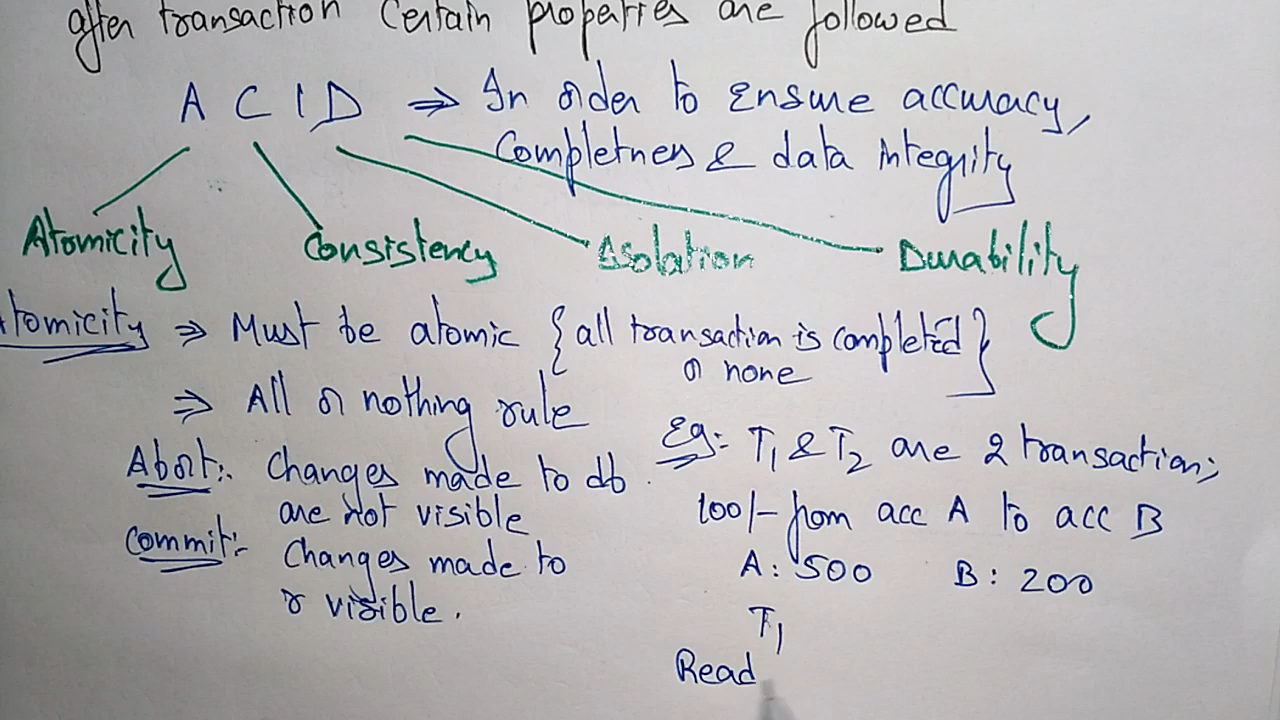 after transaction Certain properties are followed
A C I D ⇒ In order to ensure accuracy,
Completness & data integrity
Atomicity Consistency Isolation Durability
Atomicity ⇒ Must be atomic {all transaction is completed}
or none
⇒ All or nothing rule
Abort:- Changes made to db
are not visible
Commit:- Changes made to
r visible.
Eg:- T1 & T2 are 2 transaction;
100/- from acc A to acc B
A: 500 B: 200
T1
Read